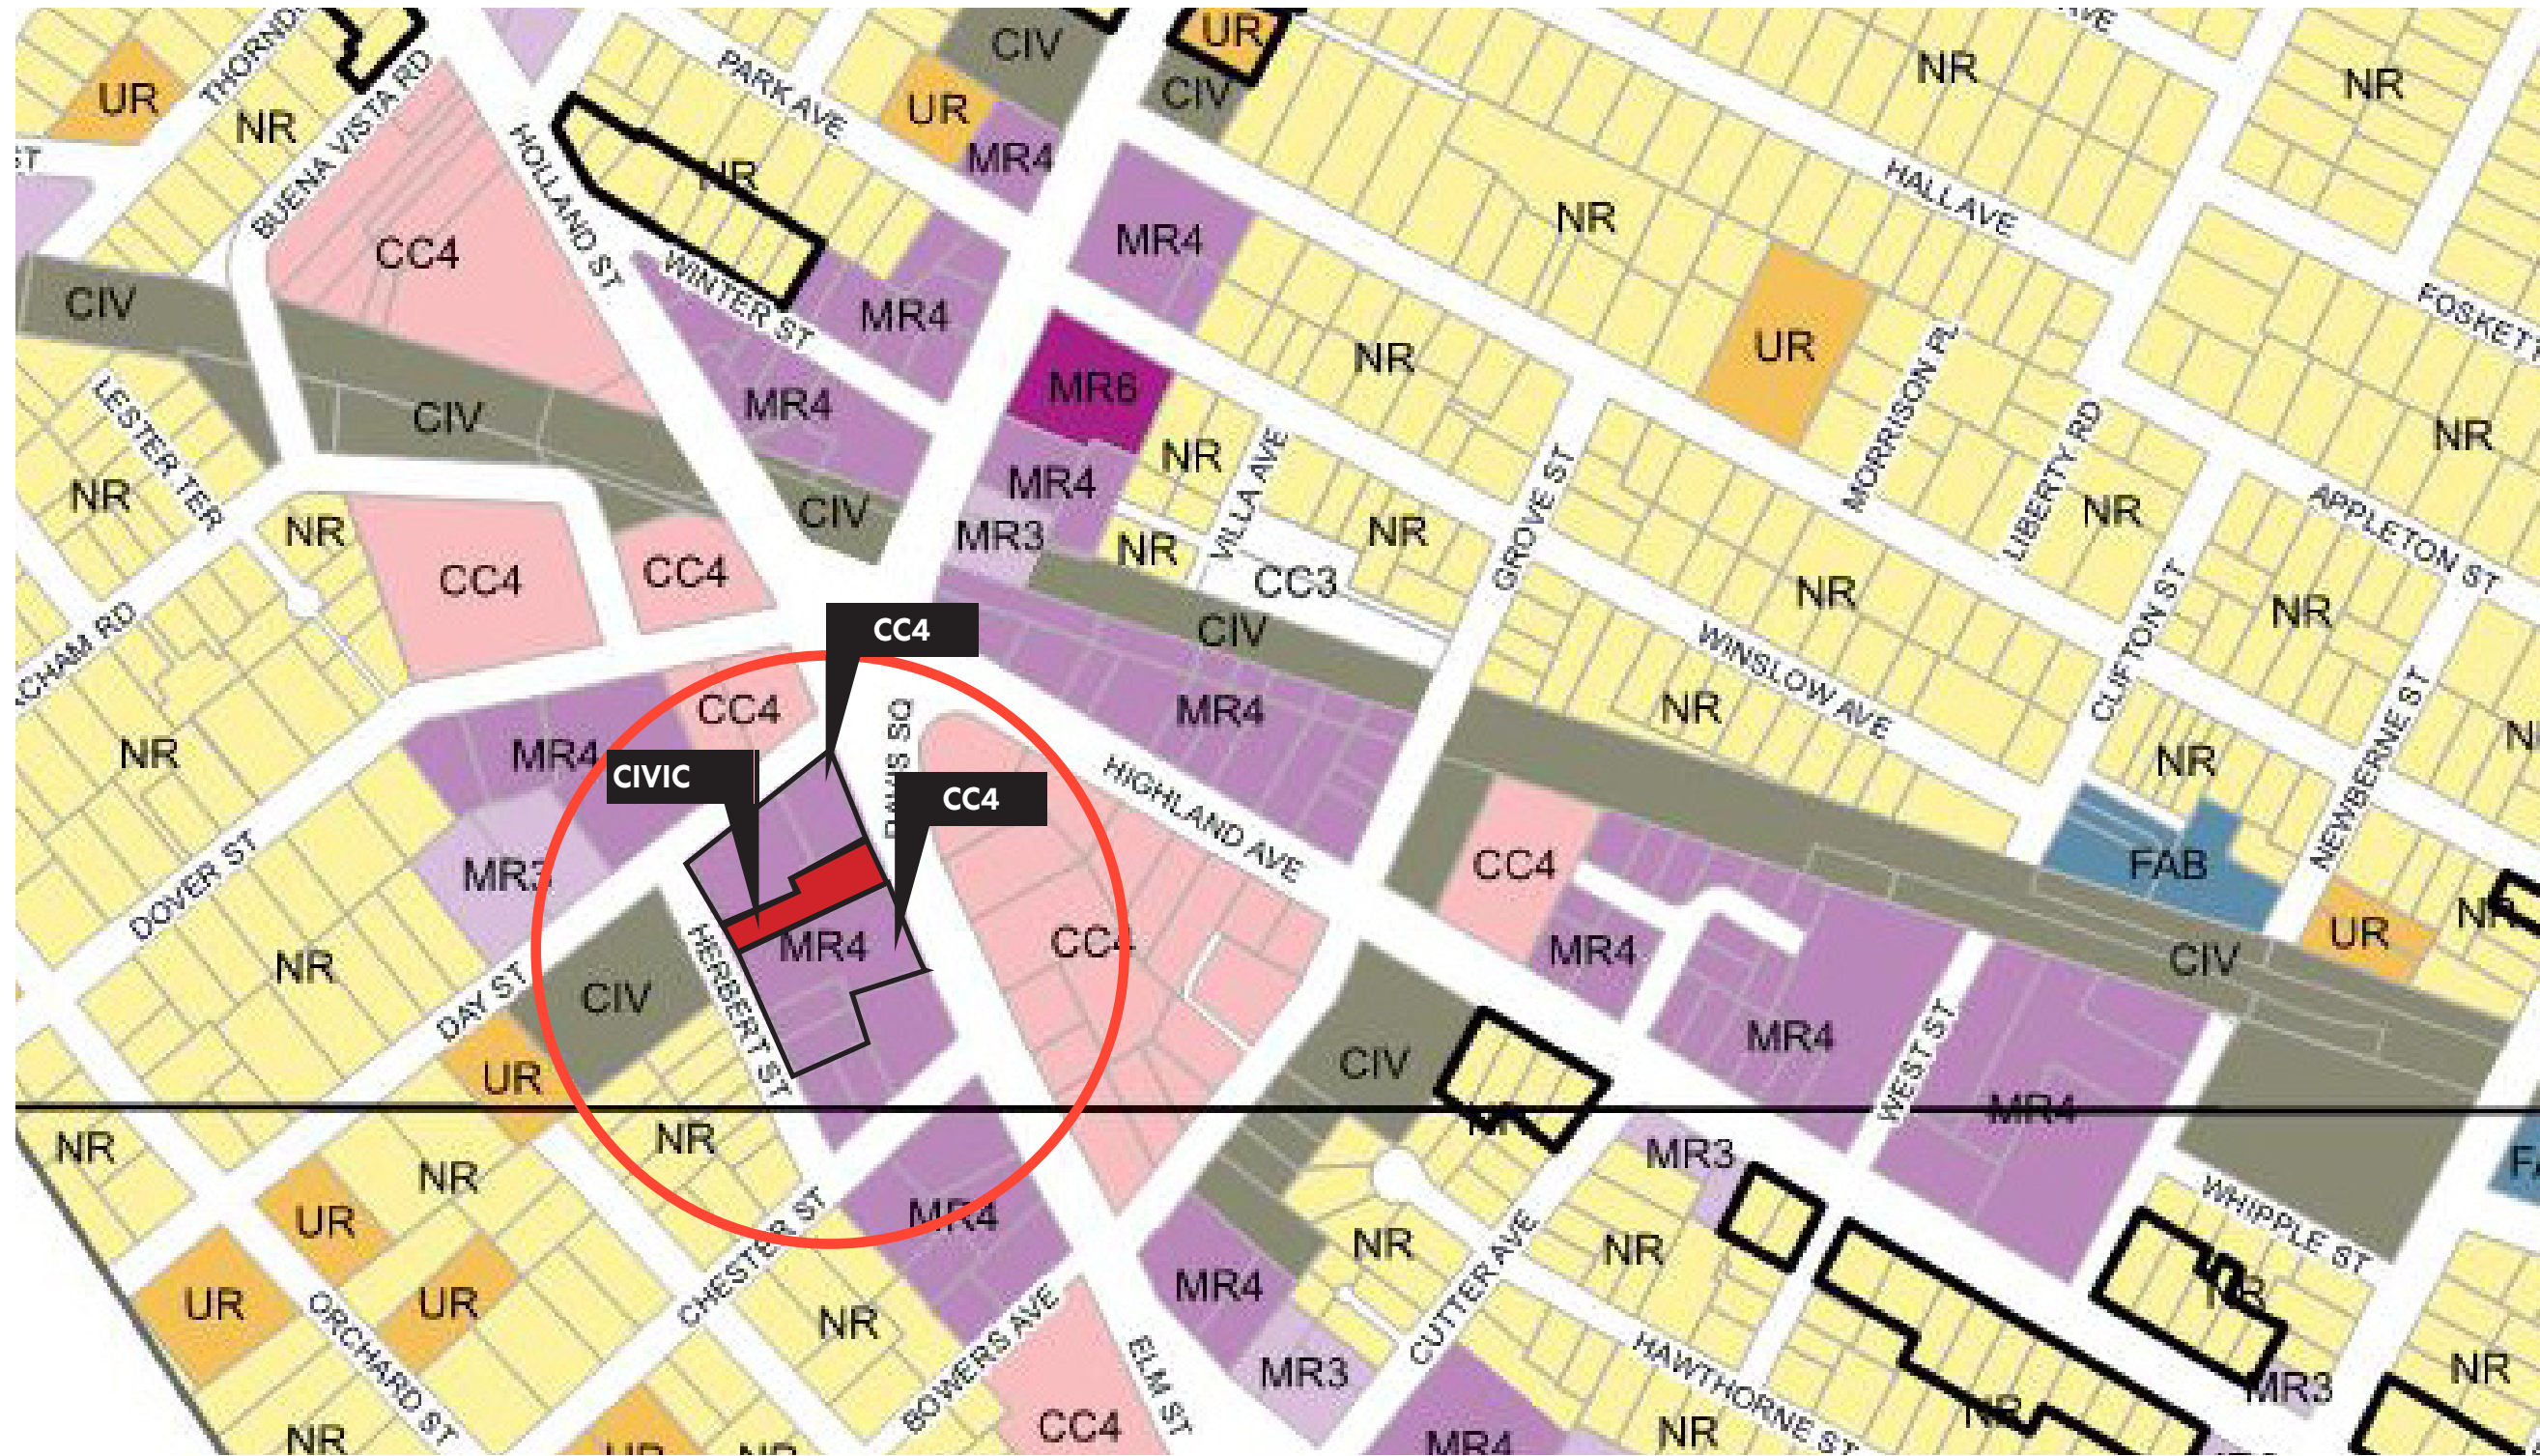 CIV
UR
AVE
THORND
PARK AVE
CIV
NR
NR
UR
BUENA VISTA RD
UR
NR
ST
HOLLAND ST
NR
MR4
HALL AVE
CC4
MR4
NR
CIV
WINTER ST
MR4
FOSKETT
MR4
MR6
NR
UR
MORRISON PL
LESTER TER
CIV
MR4
NR
VILLA AVE
GROVE ST
LIBERTY RD
NR
NR
NR
CIV
MR3
NR
NR
NR
APPLETON ST
CC4
CC4
CC3
NR
CLIFTON ST
NR
ACHAM RD
CC4
CIV
WINSLOW AVE
CC4
MR4
NR
NEWBERNE ST
NR
MR4
DAVIS SQ
NR
CIVIC
CC4
HIGHLAND AVE
DOVER ST
MR3
CC4
FAB
NR
MR4
CC4
MR4
UR
NR
HERBERT ST
CIV
DAY ST
CIV
UR
CIV
MR4
WEST ST
MR4
NR
NR
NR
NR
MR3
FA
UR
CHESTER ST
MR4
NR
NR
WHIPPLE ST
UR
UR
ORCHARD ST
NR
BOWERS AVE
MR4
CUTTER AVE
NR
ELM ST
MR3
HAWTHORNE ST
MR3
NR
NR
UR
NR
CC4
MR4
NR
NR